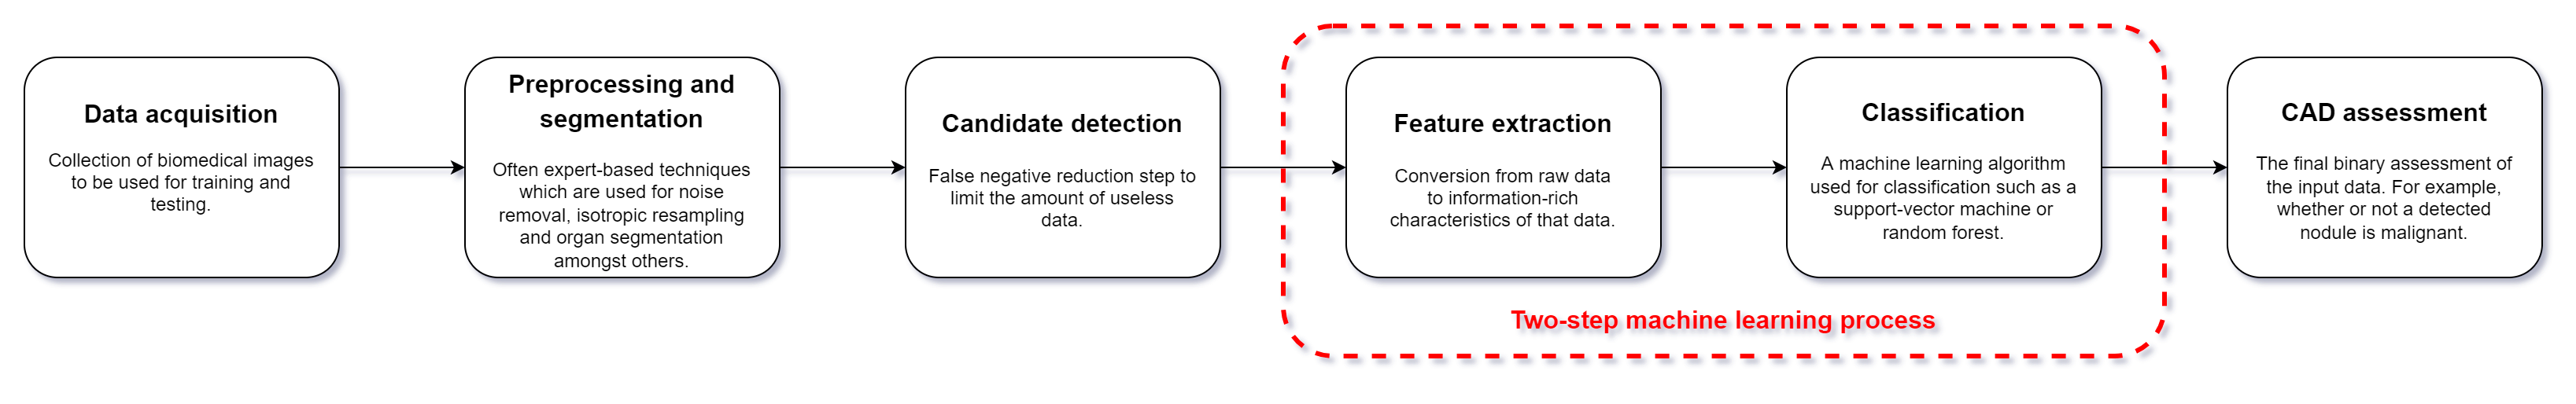 Data acquisition
Collection of biomedical images
to be used for training and
testing.
Preprocessing and
segmentation
Often expert-based techniques
which are used for noise
removal, isotropic resampling
and organ segmentation
amongst others.
Candidate detection
False negative reduction step to
limit the amount of useless
data.
Feature extraction
Conversion from raw data
to information-rich
characteristics of that data.
Classification
A machine learning algorithm
used for classification such as a
support-vector machine or
random forest.
Two-step machine learning process
CAD assessment
The final binary assessment of
the input data. For example,
whether or not a detected
nodule is malignant.